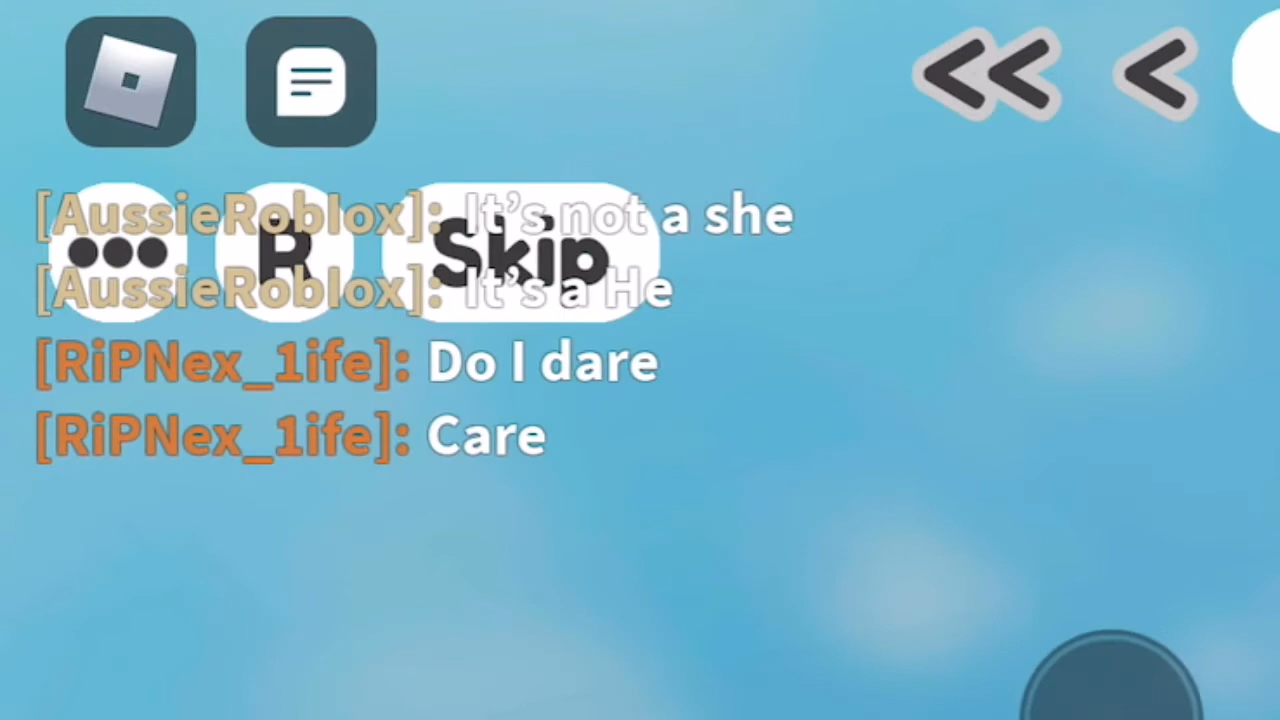 [AussieRoblox]: It's not a she
R Skip
[AussieRoblox]: It's a He
[RiPNex_1ife]: Do I dare
[RiPNex_1ife]: Care